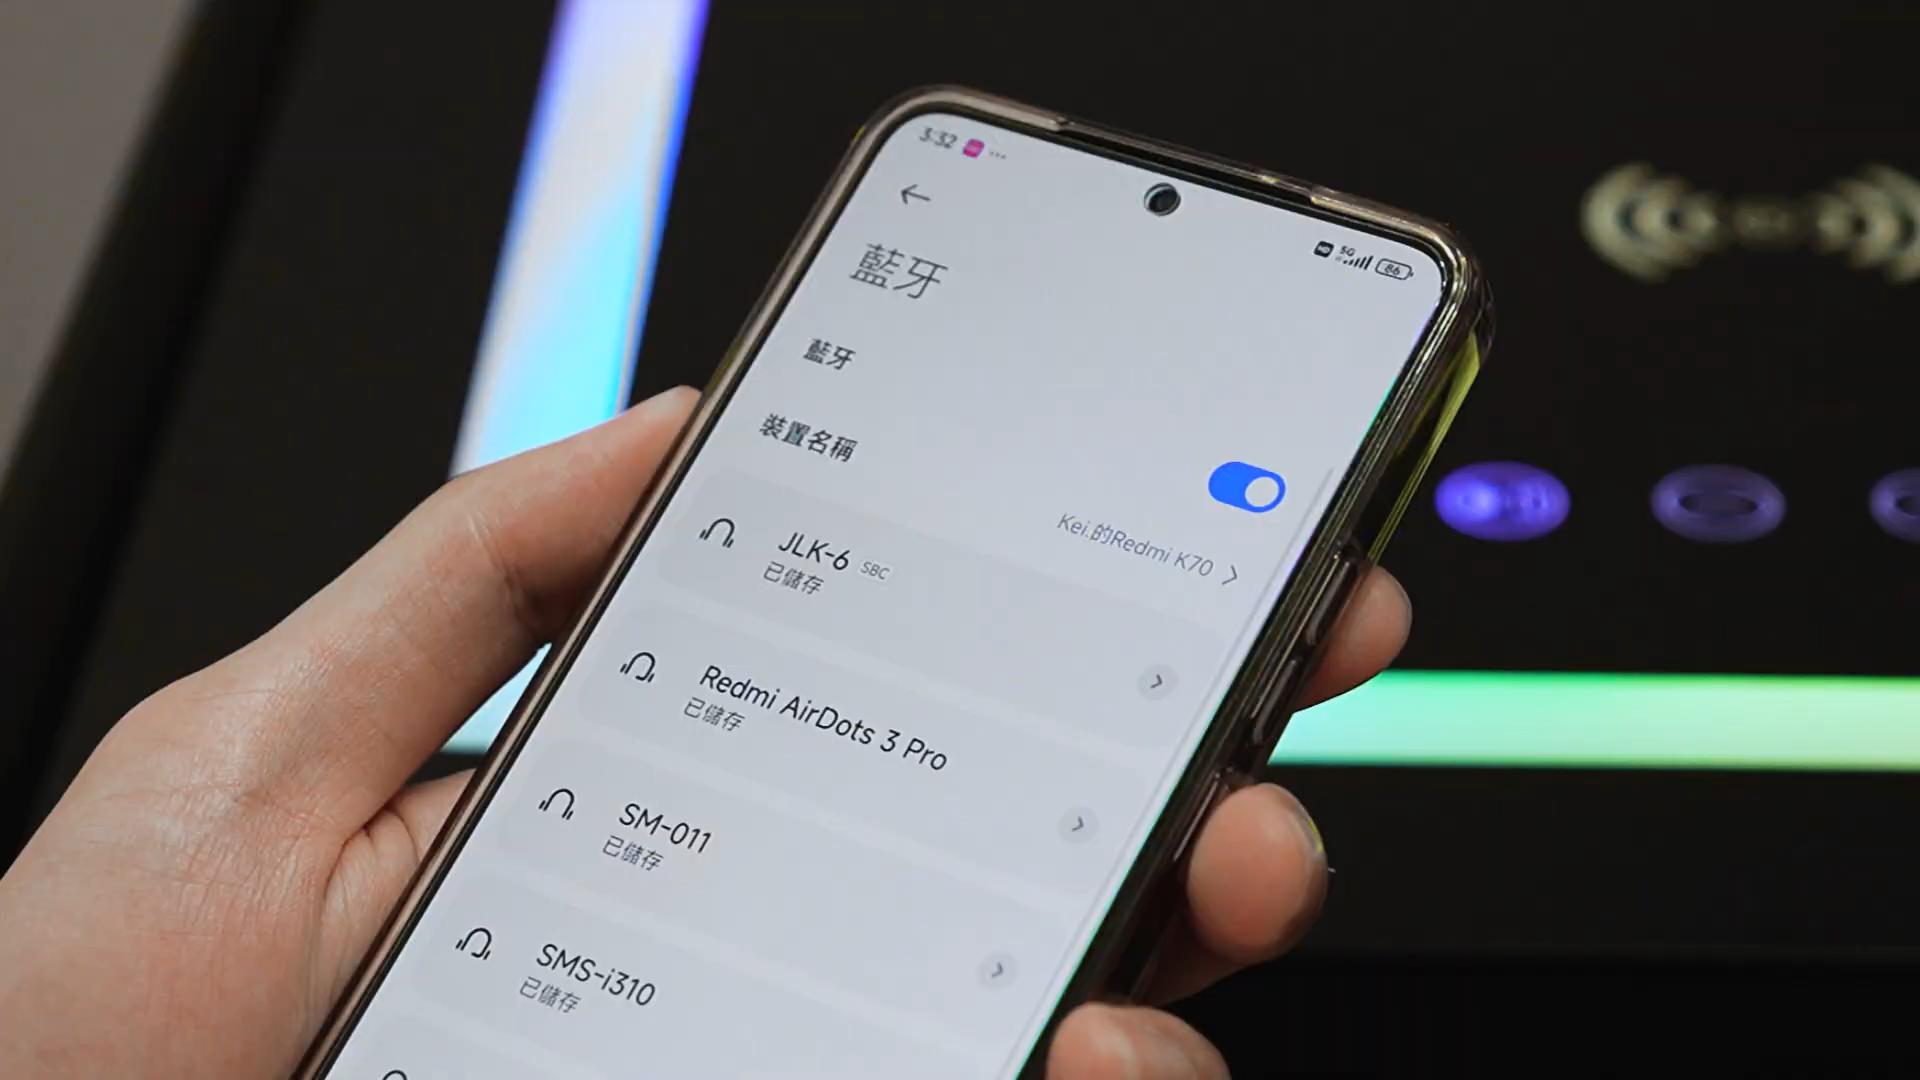 3:32
5G
86
藍牙
藍牙
裝置名稱
Kei.的Redmi K70
JLK-6 SBC
已儲存
Redmi AirDots 3 Pro
已儲存
SM-011
已儲存
SMS-i310
已儲存